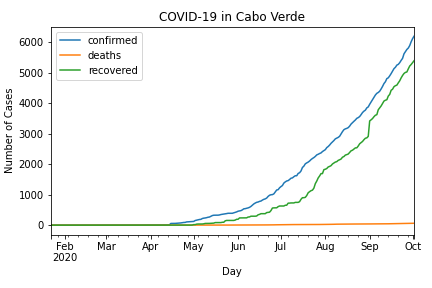 COVID-19 in Cabo Verde
confirmed
deaths
recovered
Number of Cases
6000
5000
4000
3000
2000
1000
0
Feb Mar Apr May Jun Jul Aug Sep Oct
2020
Day